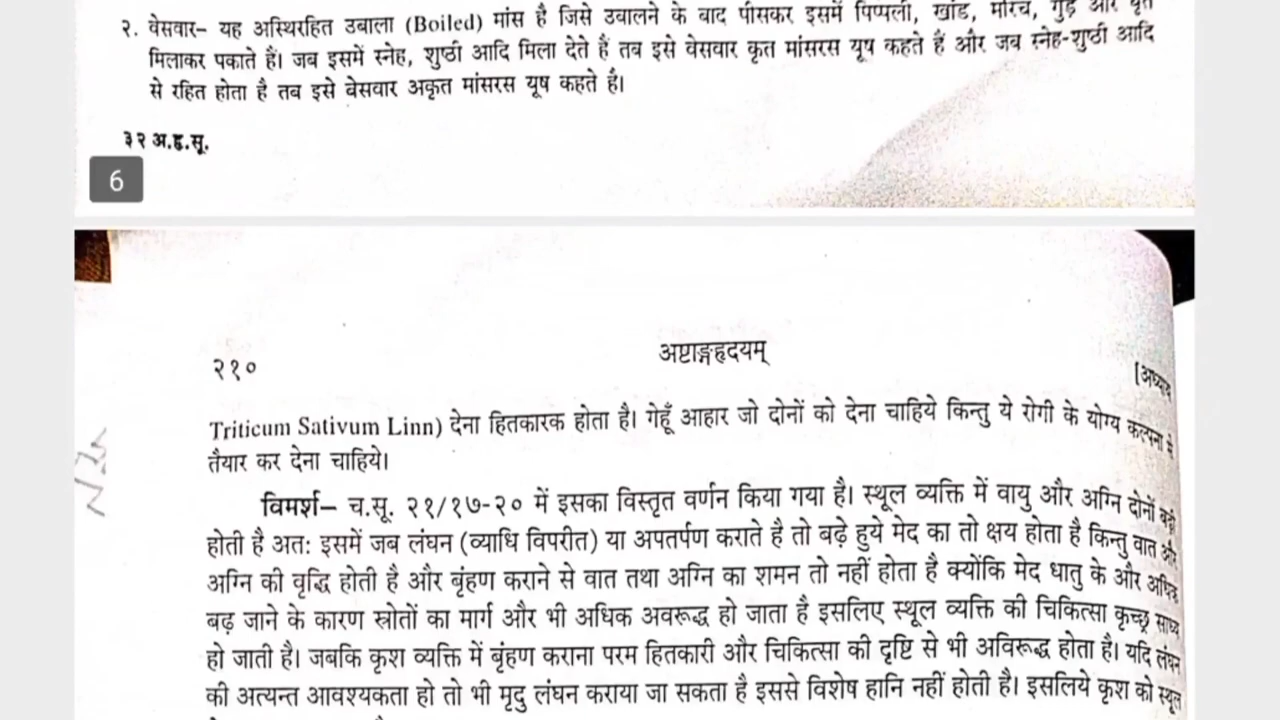 २. वेसवार– यह अस्थिरहित उबाला (Boiled) मांस है जिसे उबालने के बाद पीसकर इसमें पिप्पली, खांड, मरिच, गुड़ और घृत
मिलाकर पकाते हैं। जब इसमें स्नेह, शुष्ठी आदि मिला देते हैं तब इसे वेसवार कृत मांसरस यूष कहते हैं और जब स्नेह-शुष्ठी आदि
से रहित होता है तब इसे वेसवार अकृत मांसरस यूष कहते है।
३२ अ.हृ.सू.
6
२१०
अष्टाङ्गहृदयम्
[अध्याय
Triticum Sativum Linn) देना हितकारक होता है। गेहूँ आहार जो दोनों को देना चाहिये किन्तु ये रोगी के योग्य कल्पना से
तैयार कर देना चाहिये।
विमर्श– च.सू. २१/१७-२० में इसका विस्तृत वर्णन किया गया है। स्थूल व्यक्ति में वायु और अग्नि दोनों बढ़ी
होती है अतः इसमें जब लंघन (व्याधि विपरीत) या अपतर्पण कराते है तो बढ़े हुये मेद का तो क्षय होता है किन्तु वात और
अग्नि की वृद्धि होती है और बृंहण कराने से वात तथा अग्नि का शमन तो नहीं होता है क्योंकि मेद धातु के और अधिक
बढ़ जाने के कारण स्त्रोतों का मार्ग और भी अधिक अवरूद्ध हो जाता है इसलिए स्थूल व्यक्ति की चिकित्सा कृच्छ्र साध्य
हो जाती है। जबकि कृश व्यक्ति में बृंहण कराना परम हितकारी और चिकित्सा की दृष्टि से भी अविरूद्ध होता है। यदि लंघन
की अत्यन्त आवश्यकता हो तो भी मृदु लंघन कराया जा सकता है इससे विशेष हानि नहीं होती है। इसलिये कृश को स्थूल